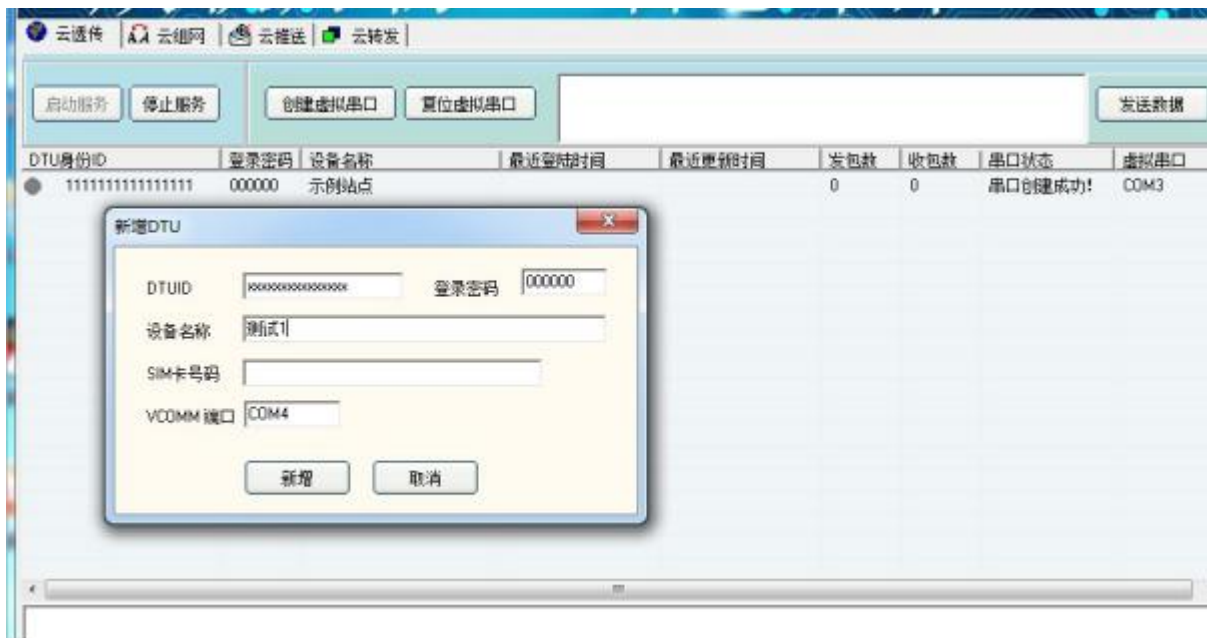 云透传 云组网 云推送 云转发
启动服务 停止服务 创建虚拟串口 复位虚拟串口 发送数据
DTU身份ID 登录密码 设备名称 最近登陆时间 最近更新时间 发包数 收包数 串口状态 虚拟串口
1111111111111111 000000 示例站点 0 0 串口创建成功! COM3
新增DTU
DTUID 登录密码 000000
设备名称 测试1
SIM卡号码
VCOMM 端口 COM4
新增 取消